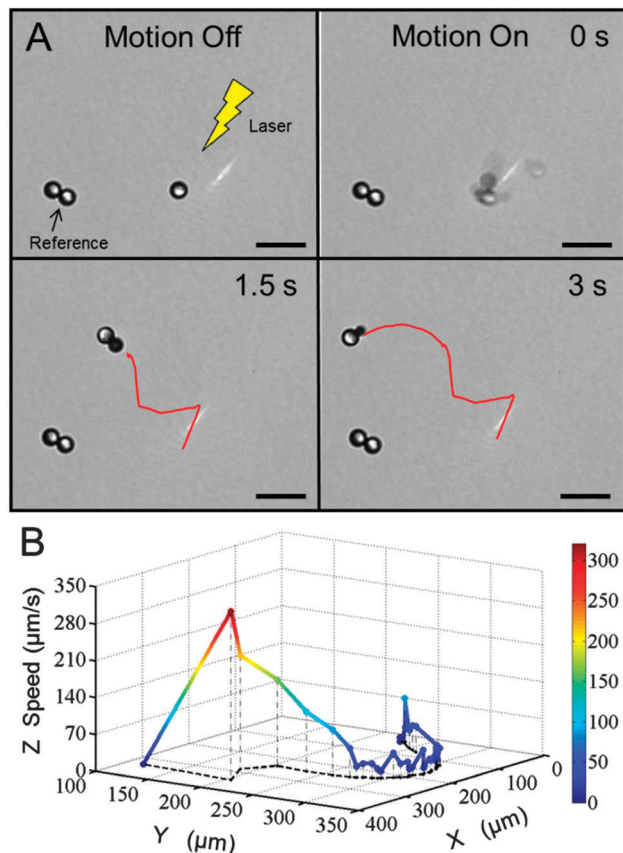 A
Motion Off
Laser
Reference
Motion On 0 s
1.5 s
3 s
B
350
280
210
140
70
0
Z Speed (µm/s)
100
150
200
250
300
350
Y (µm)
400
300
200
100
0
X (µm)
300
250
200
150
100
50
0